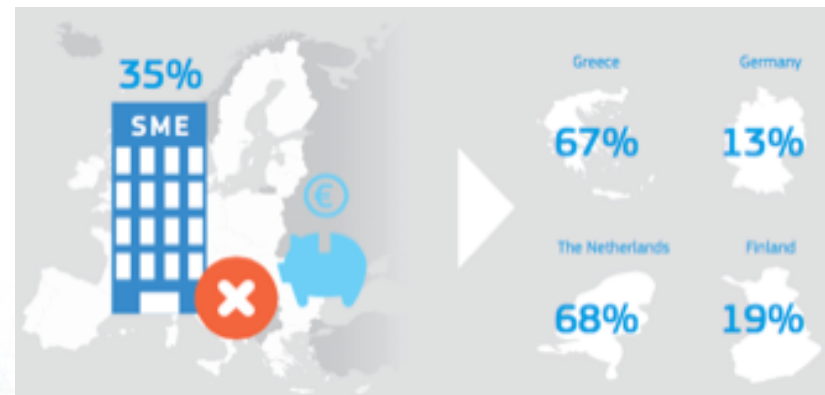 35%
SME
€
Greece
67%
Germany
13%
The Netherlands
68%
Finland
19%